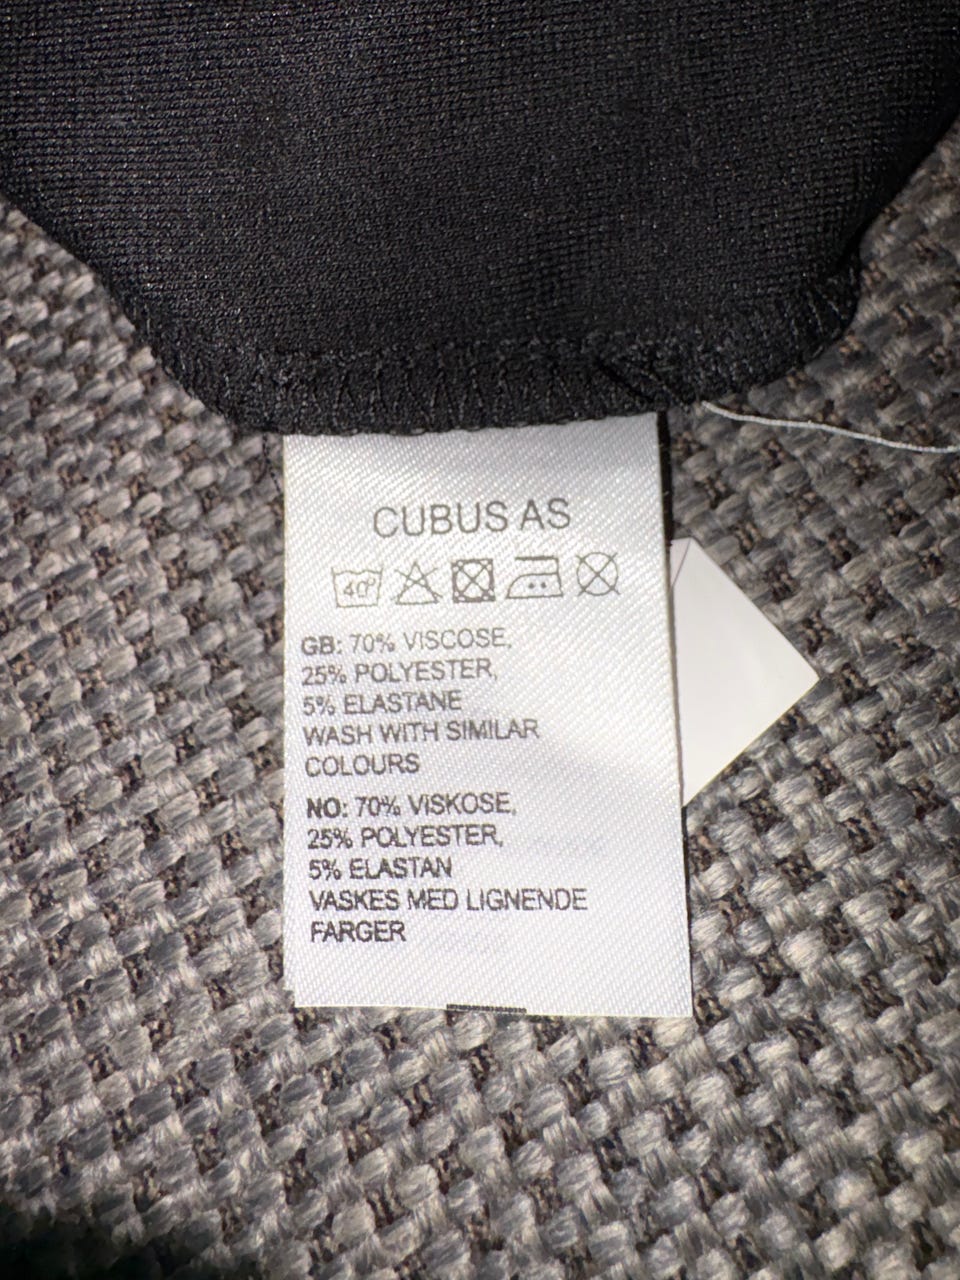 CUBUS AS
40°
GB: 70% VISCOSE,
25% POLYESTER,
5% ELASTANE
WASH WITH SIMILAR
COLOURS
NO: 70% VISKOSE,
25% POLYESTER,
5% ELASTAN
VASKES MED LIGNENDE
FARGER